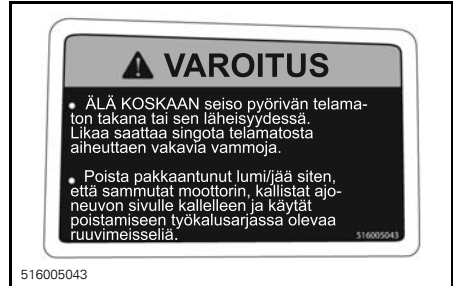 VAROITUS
• ÄLÄ KOSKAAN seiso pyörivän telama-
ton takana tai sen läheisyydessä.
Likaa saattaa singota telamatosta
aiheuttaen vakavia vammoja.
• Poista pakkaantunut lumi/jää siten,
että sammutat moottorin, kallistat ajo-
neuvon sivulle kallelleen ja käytät
poistamiseen työkalusarjassa olevaa
ruuvimeisseliä.
516005043
516005043